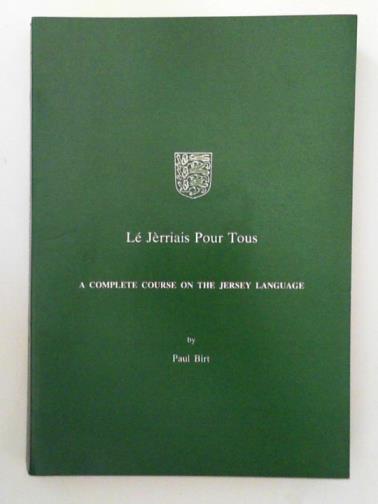 Lé Jèrriais Pour Tous
A COMPLETE COURSE ON THE JERSEY LANGUAGE
by
Paul Birt